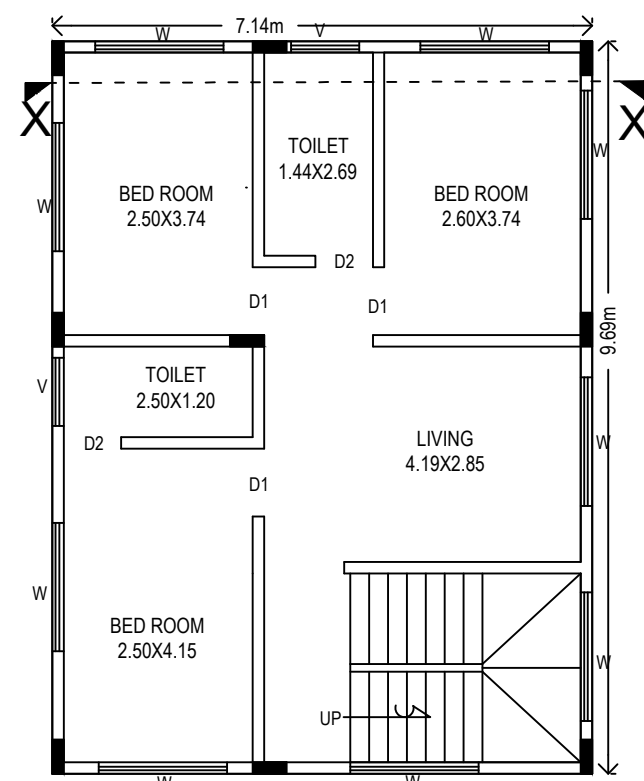 7.14m
W
V
W
X
X
TOILET
1.44X2.69
W
W
BED ROOM
2.50X3.74
BED ROOM
2.60X3.74
D2
D1
D1
9.69m
TOILET
2.50X1.20
V
D2
LIVING
4.19X2.85
W
D1
W
BED ROOM
2.50X4.15
W
UP
W
W